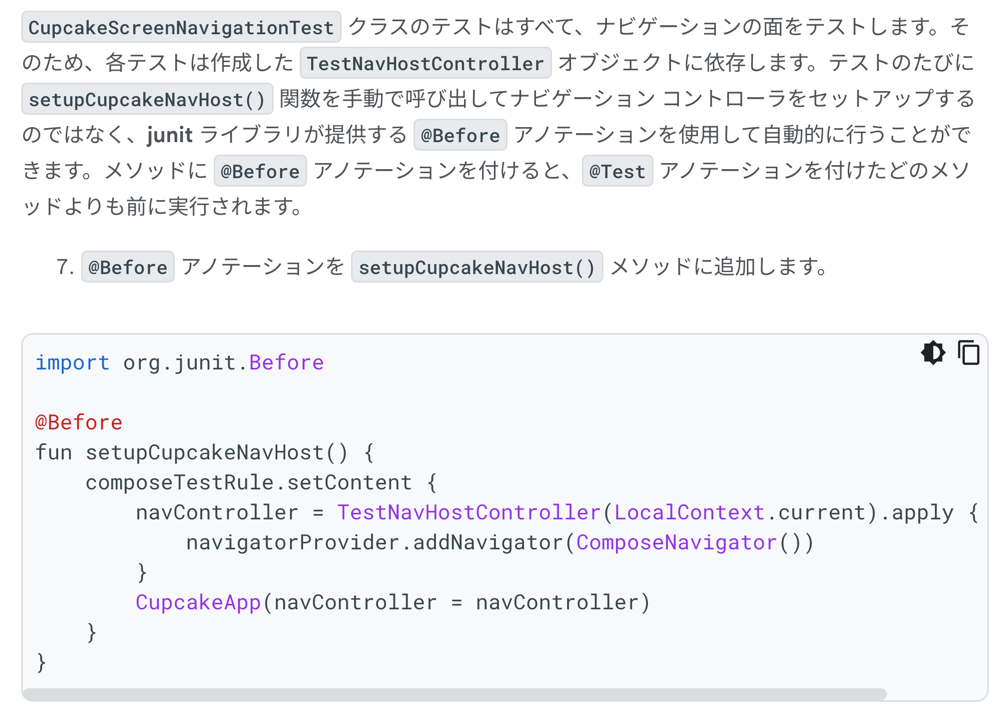 CupcakeScreenNavigationTest クラスのテストはすべて、ナビゲーションの面をテストします。そ
のため、各テストは作成した TestNavHostController オブジェクトに依存します。テストのたびに
setupCupcakeNavHost() 関数を手動で呼び出してナビゲーション コントローラをセットアップする
のではなく、junit ライブラリが提供する @Before アノテーションを使用して自動的に行うことがで
きます。メソッドに @Before アノテーションを付けると、 @Test アノテーションを付けたどのメソ
ッドよりも前に実行されます。
7. @Before アノテーションを setupCupcakeNavHost() メソッドに追加します。
import org.junit.Before
@Before
fun setupCupcakeNavHost() {
    composeTestRule.setContent {
        navController = TestNavHostController(LocalContext.current).apply {
            navigatorProvider.addNavigator(ComposeNavigator())
        }
        CupcakeApp(navController = navController)
    }
}